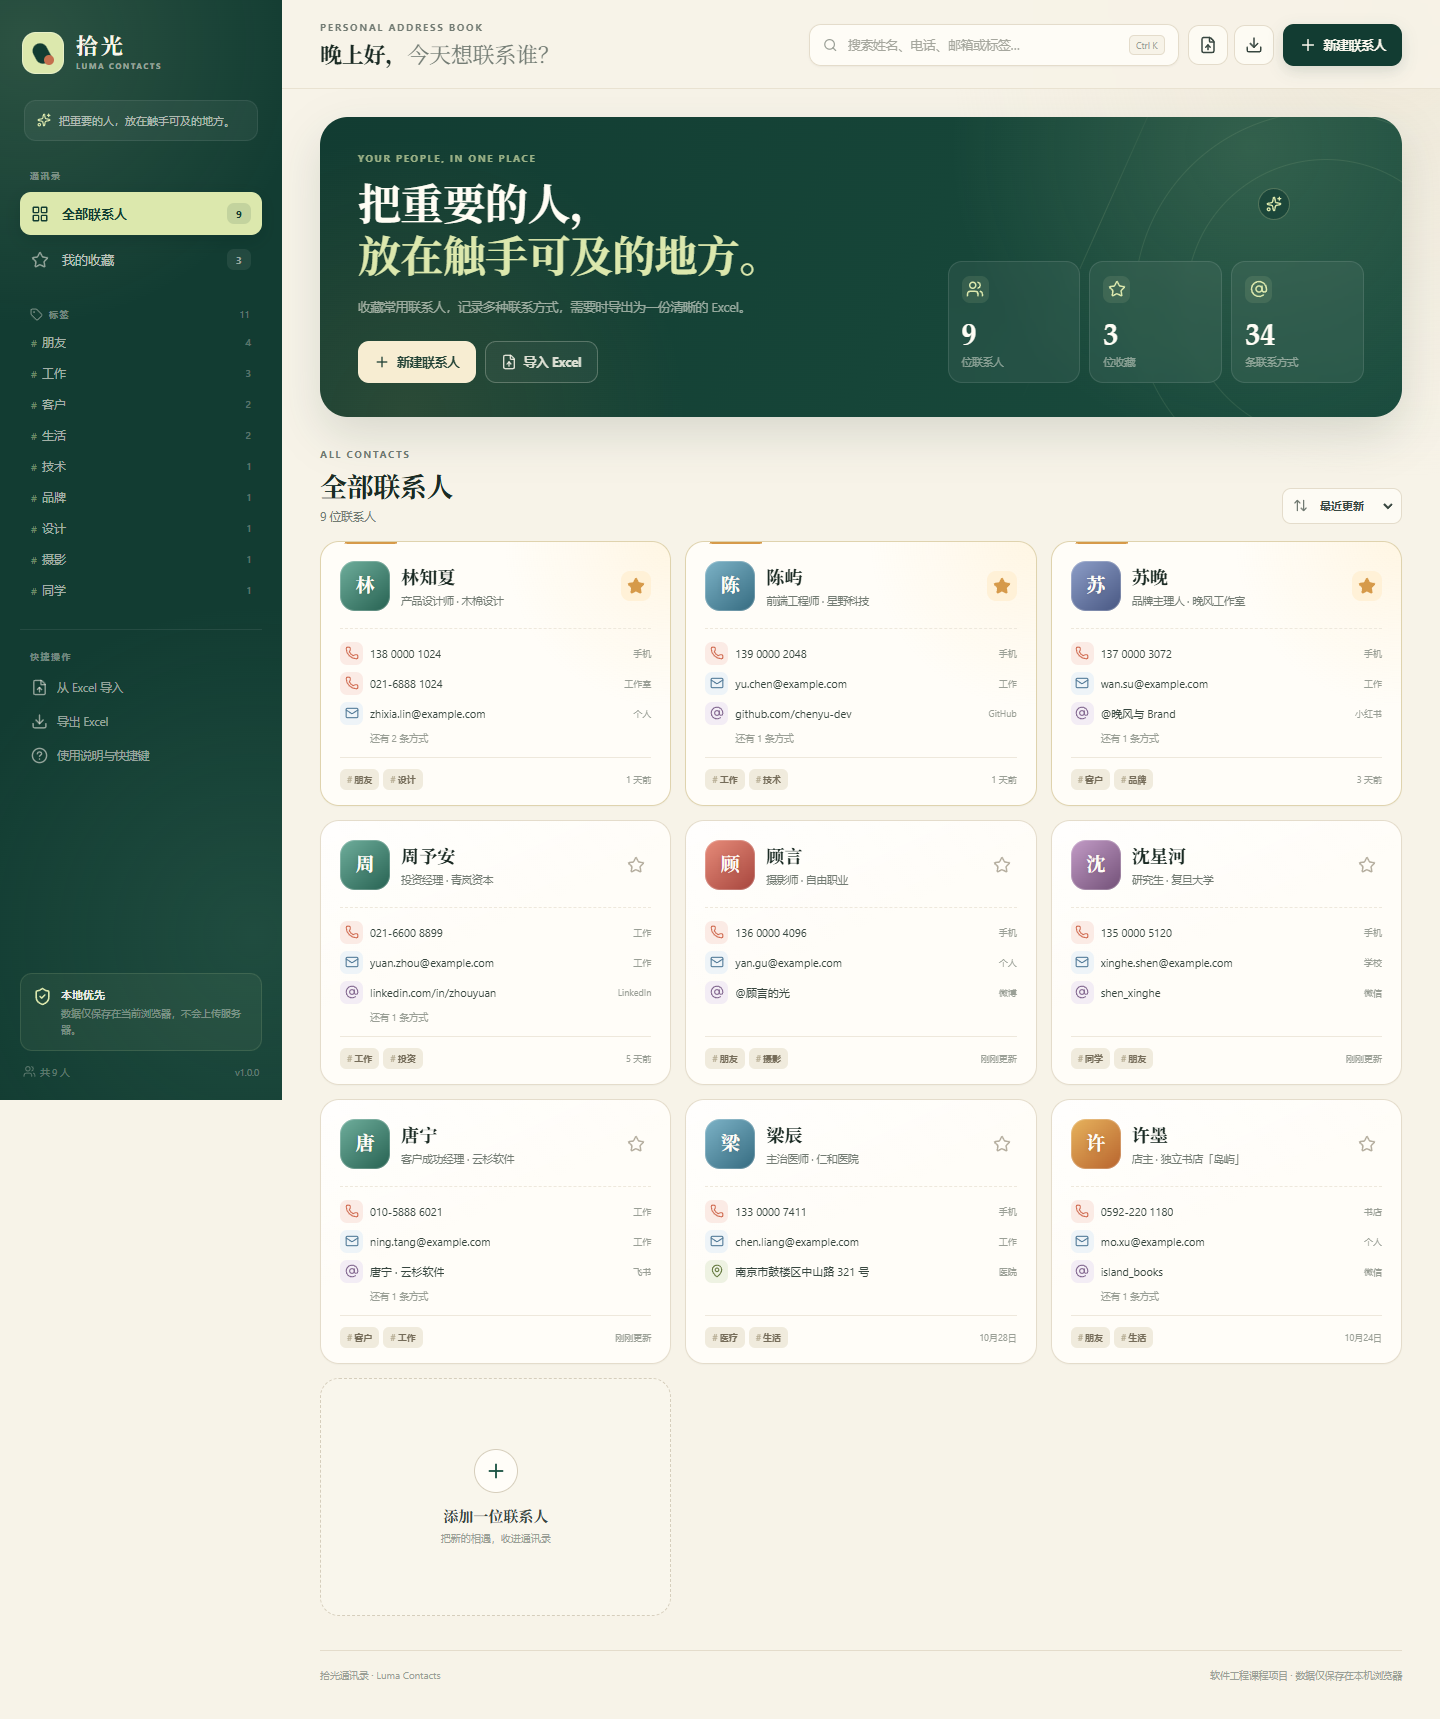 拾光
LUMA CONTACTS
把重要的人，放在触手可及的地方。
通讯录
全部联系人 9
我的收藏 3
标签 11
# 朋友 4
# 工作 3
# 客户 2
# 生活 2
# 技术 1
# 品牌 1
# 设计 1
# 摄影 1
# 同学 1
快捷操作
从 Excel 导入
导出 Excel
使用说明与快捷键
本地优先
数据仅保存在当前浏览器，不会上传服务
器。
共 9 人 v1.0.0
PERSONAL ADDRESS BOOK
晚上好，今天想联系谁？
搜索姓名、电话、邮箱或标签... Ctrl K
新建联系人
YOUR PEOPLE, IN ONE PLACE
把重要的人，
放在触手可及的地方。
收藏常用联系人，记录多种联系方式，需要时导出为一份清晰的 Excel。
新建联系人 导入 Excel
9
位联系人
3
位收藏
34
条联系方式
ALL CONTACTS
全部联系人
9 位联系人
最近更新
林 林知夏
产品设计师 · 木棉设计
138 0000 1024 手机
021-6888 1024 工作室
zhixia.lin@example.com 个人
还有 2 条方式
# 朋友 # 设计 1 天前
陈 陈屿
前端工程师 · 星野科技
139 0000 2048 手机
yu.chen@example.com 工作
github.com/chenyu-dev GitHub
还有 1 条方式
# 工作 # 技术 1 天前
苏 苏晚
品牌主理人 · 晚风工作室
137 0000 3072 手机
wan.su@example.com 工作
@晚风与 Brand 小红书
还有 1 条方式
# 客户 # 品牌 3 天前
周 周予安
投资经理 · 青岚资本
021-6600 8899 工作
yuan.zhou@example.com 工作
linkedin.com/in/zhouyuan LinkedIn
还有 1 条方式
# 工作 # 投资 5 天前
顾 顾言
摄影师 · 自由职业
136 0000 4096 手机
yan.gu@example.com 个人
@顾言的光 微博
# 朋友 # 摄影 刚刚更新
沈 沈星河
研究生 · 复旦大学
135 0000 5120 手机
xinghe.shen@example.com 学校
shen_xinghe 微信
# 同学 # 朋友 刚刚更新
唐 唐宁
客户成功经理 · 云杉软件
010-5888 6021 工作
ning.tang@example.com 工作
唐宁 · 云杉软件 飞书
还有 1 条方式
# 客户 # 工作 刚刚更新
梁 梁辰
主治医师 · 仁和医院
133 0000 7411 手机
chen.liang@example.com 工作
南京市鼓楼区中山路 321 号 医院
# 医疗 # 生活 10月28日
许 许墨
店主 · 独立书店「岛屿」
0592-220 1180 书店
mo.xu@example.com 个人
island_books 微信
还有 1 条方式
# 朋友 # 生活 10月24日
添加一位联系人
把新的相遇，收进通讯录
拾光通讯录 · Luma Contacts
软件工程课程项目 · 数据仅保存在本机浏览器